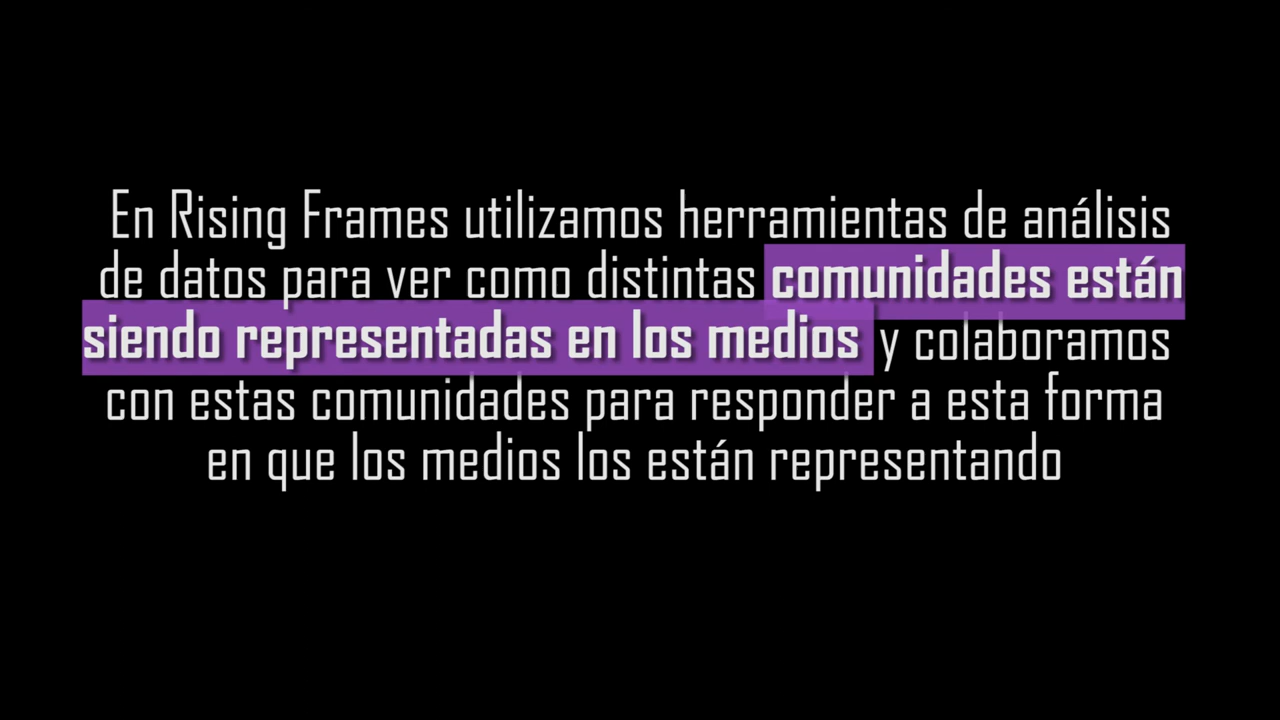 En Rising Frames utilizamos herramientas de análisis
de datos para ver como distintas comunidades están
siendo representadas en los medios y colaboramos
con estas comunidades para responder a esta forma
en que los medios los están representando